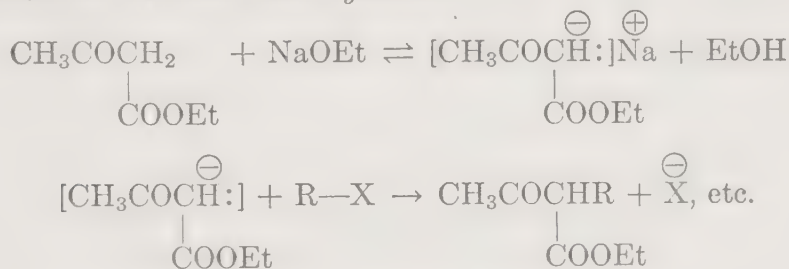 ⊖ ⊕
CH₃COCH₂ + NaOEt ⇌ [CH₃COCH:]Na + EtOH
COOEt COOEt
⊖ ⊖
[CH₃COCH:] + R—X → CH₃COCHR + X, etc.
COOEt COOEt